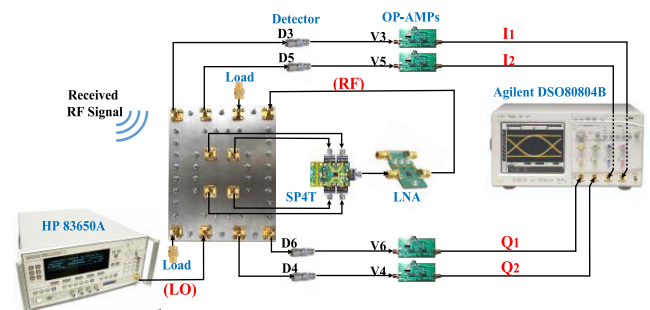 Detector
OP-AMPs
D3
V3
I1
D5
V5
I2
Load
(RF)
Agilent DSO80804B
Received
RF Signal
SP4T
LNA
HP 83650A
D6
V6
Q1
Load
(LO)
D4
V4
Q2